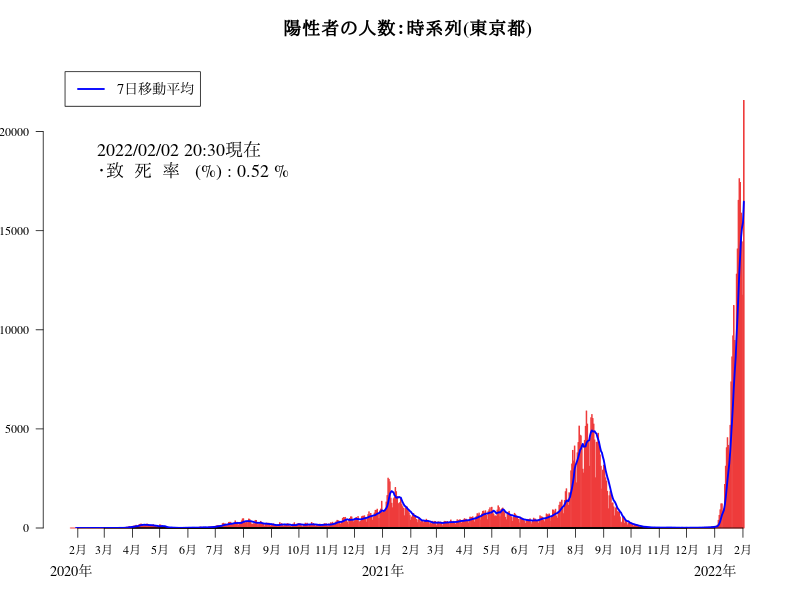 陽性者の人数:時系列(東京都)
7日移動平均
2022/02/02 20:30現在
・致 死 率 (%) : 0.52 %
20000
15000
10000
5000
0
2月 3月 4月 5月 6月 7月 8月 9月 10月 11月 12月 1月 2月 3月 4月 5月 6月 7月 8月 9月 10月 11月 12月 1月 2月
2020年 2021年 2022年